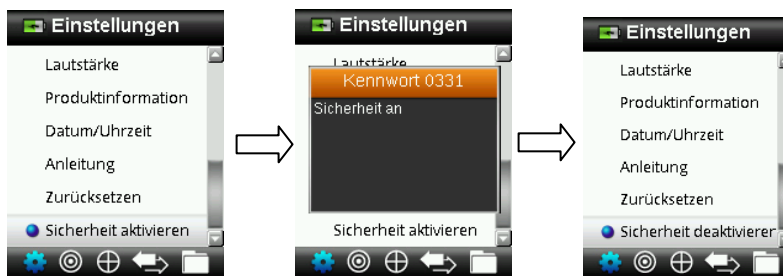 Einstellungen
Lautstärke
Produktinformation
Datum/Uhrzeit
Anleitung
Zurücksetzen
Sicherheit aktivieren
Einstellungen
Lautstärke
Kennwort 0331
Sicherheit an
Sicherheit aktivieren
Einstellungen
Lautstärke
Produktinformation
Datum/Uhrzeit
Anleitung
Zurücksetzen
Sicherheit deaktivieren